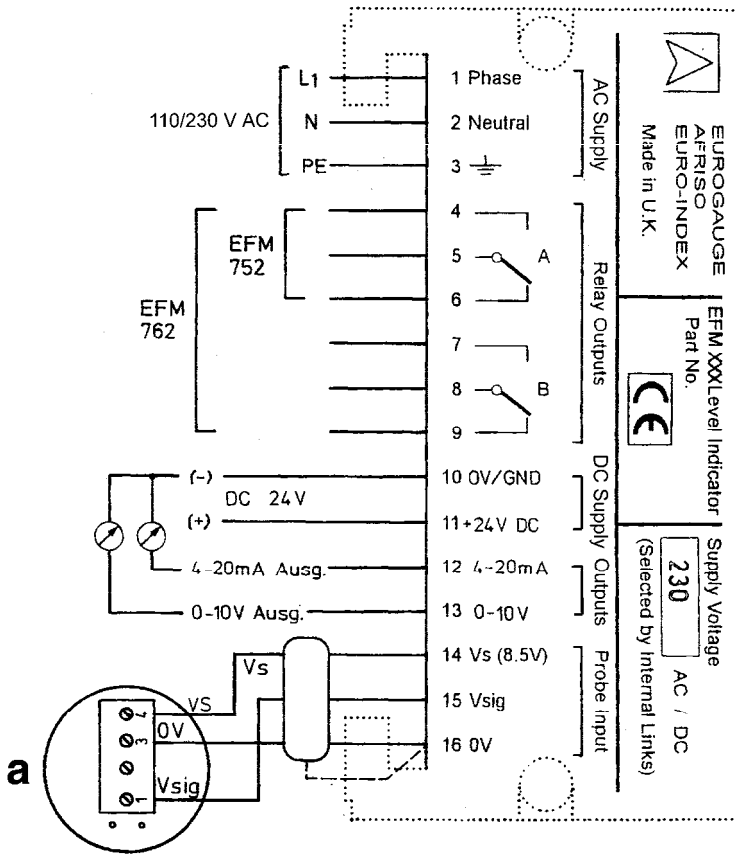 L1
N
PE
110/230 V AC
1 Phase
2 Neutral
3
AC Supply
EFM
752
EFM
762
4
5
6
7
8
9
A
B
Relay Outputs
(-)
DC 24V
(+)
10 0V/GND
11 +24V DC
DC Supply
4-20mA Ausg.
0-10V Ausg.
12 4-20mA
13 0-10V
Outputs
Vs
14 Vs (8.5V)
15 Vsig
16 0V
Probe Input
a
4
3
1
VS
0V
Vsig
EUROGAUGE
AFRISO
EURO-INDEX
Made in U.K.
EFM XXX Level Indicator
Part No.
CE
Supply Voltage
230
AC / DC
(Selected by Internal Links)